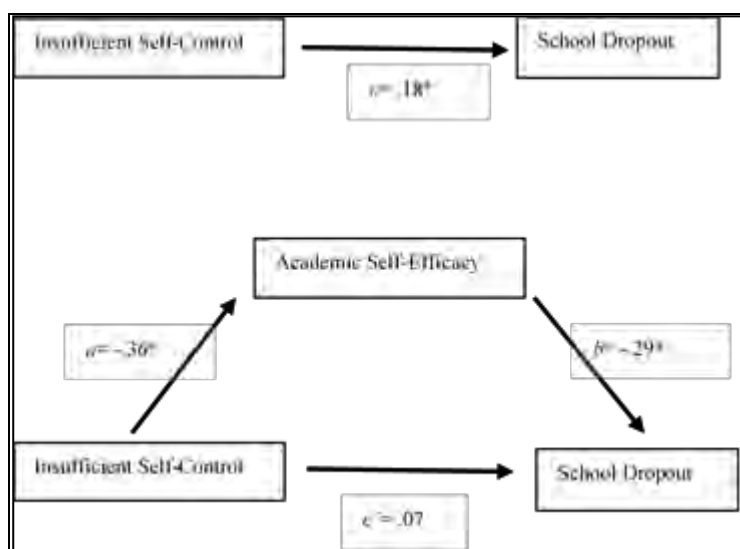 Insufficient Self-Control
School Dropout
c= .18*
Academic Self-Efficacy
a= -.36*
b= -.29*
Insufficient Self-Control
School Dropout
c'= .07